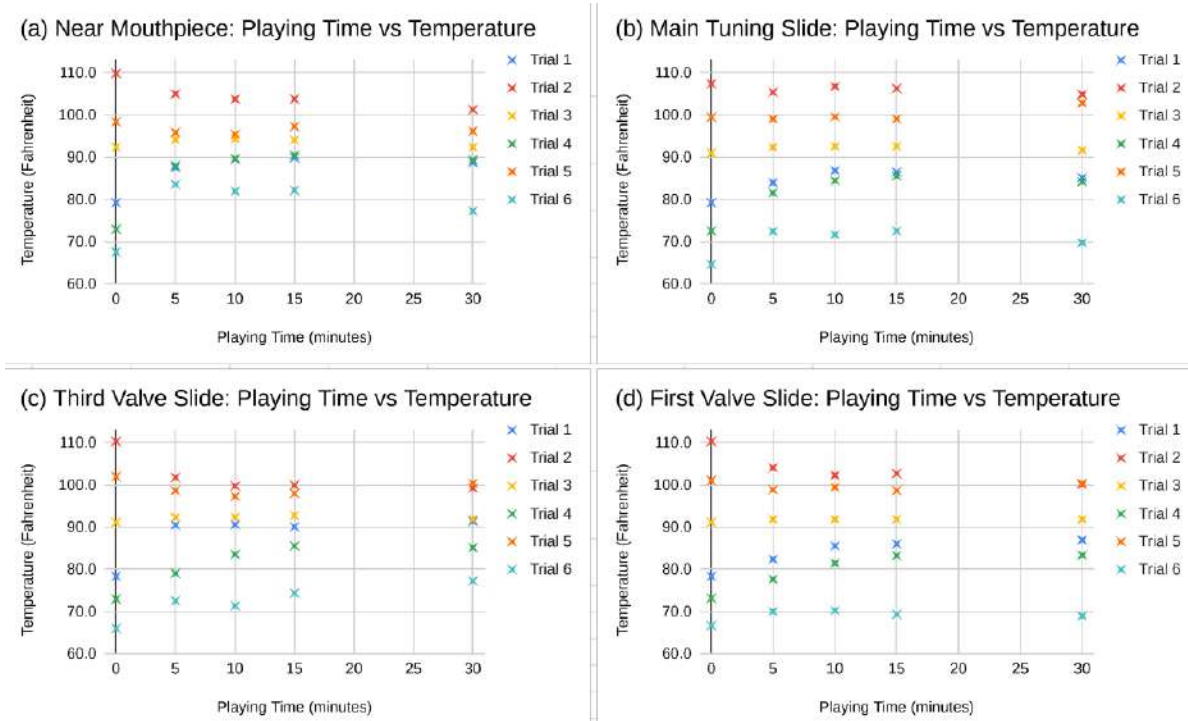 (a) Near Mouthpiece: Playing Time vs Temperature
Temperature (Fahrenheit)
110.0
100.0
90.0
80.0
70.0
60.0
0 5 10 15 20 25 30
Playing Time (minutes)
Trial 1
Trial 2
Trial 3
Trial 4
Trial 5
Trial 6
(b) Main Tuning Slide: Playing Time vs Temperature
Temperature (Fahrenheit)
110.0
100.0
90.0
80.0
70.0
60.0
0 5 10 15 20 25 30
Playing Time (minutes)
Trial 1
Trial 2
Trial 3
Trial 4
Trial 5
Trial 6
(c) Third Valve Slide: Playing Time vs Temperature
Temperature (Fahrenheit)
110.0
100.0
90.0
80.0
70.0
60.0
0 5 10 15 20 25 30
Playing Time (minutes)
Trial 1
Trial 2
Trial 3
Trial 4
Trial 5
Trial 6
(d) First Valve Slide: Playing Time vs Temperature
Temperature (Fahrenheit)
110.0
100.0
90.0
80.0
70.0
60.0
0 5 10 15 20 25 30
Playing Time (minutes)
Trial 1
Trial 2
Trial 3
Trial 4
Trial 5
Trial 6